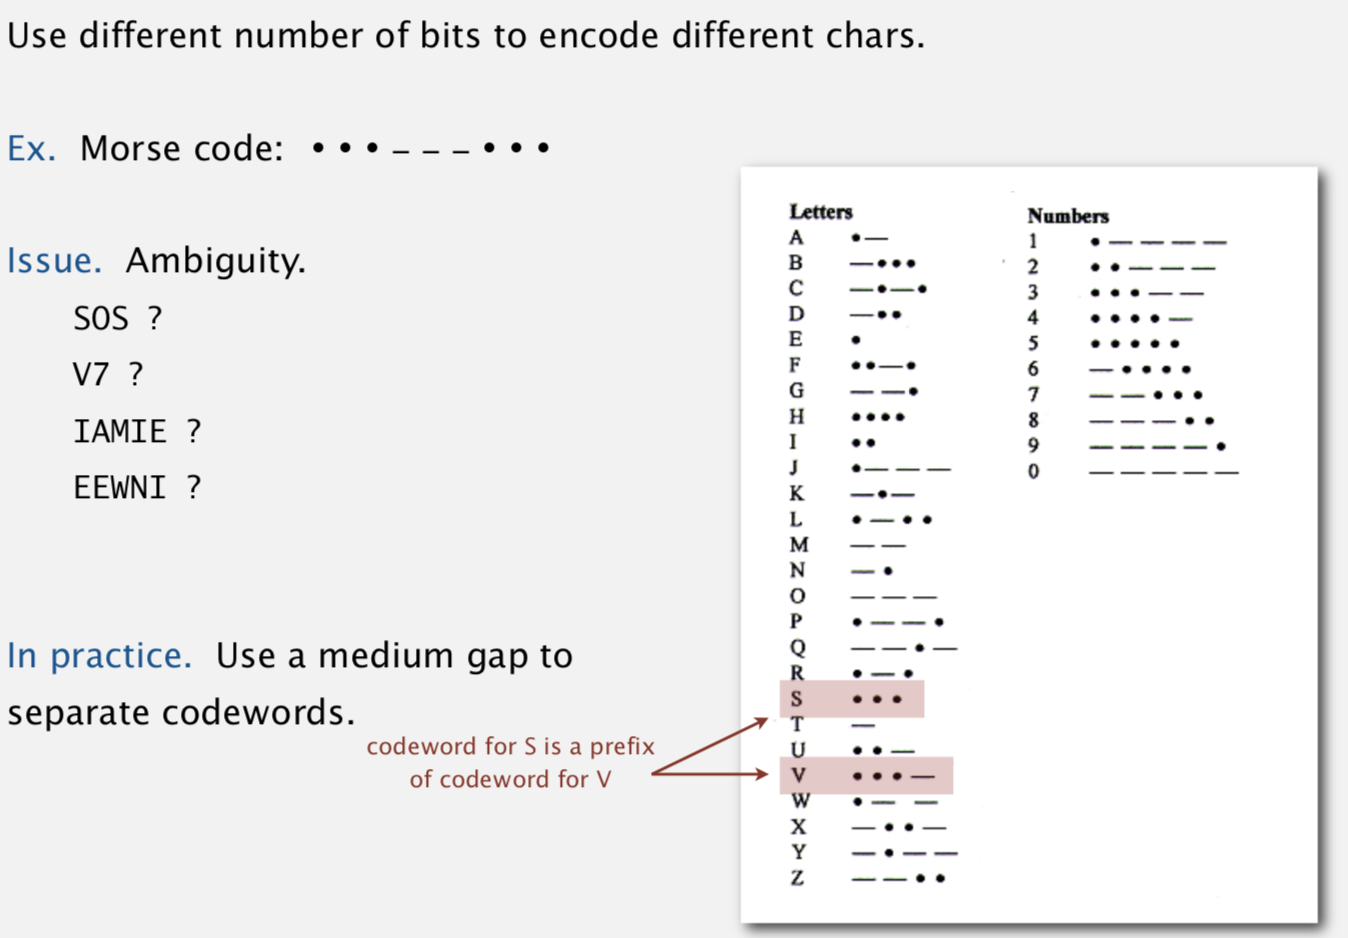 Use different number of bits to encode different chars.
Ex. Morse code: • • • – – – • • •
Issue. Ambiguity.
SOS ?
V7 ?
IAMIE ?
EEWNI ?
In practice. Use a medium gap to
separate codewords.
codeword for S is a prefix
of codeword for V
Letters
A •—
B —•••
C —•—•
D —••
E •
F ••—•
G ——•
H ••••
I ••
J •———
K —•—
L •—••
M ——
N —•
O ———
P •——•
Q ——•—
R •—•
S •••
T —
U ••—
V •••—
W •——
X —••—
Y —•——
Z ——••
Numbers
1 •————
2 ••———
3 •••——
4 ••••—
5 •••••
6 —••••
7 ——•••
8 ———••
9 ————•
0 —————